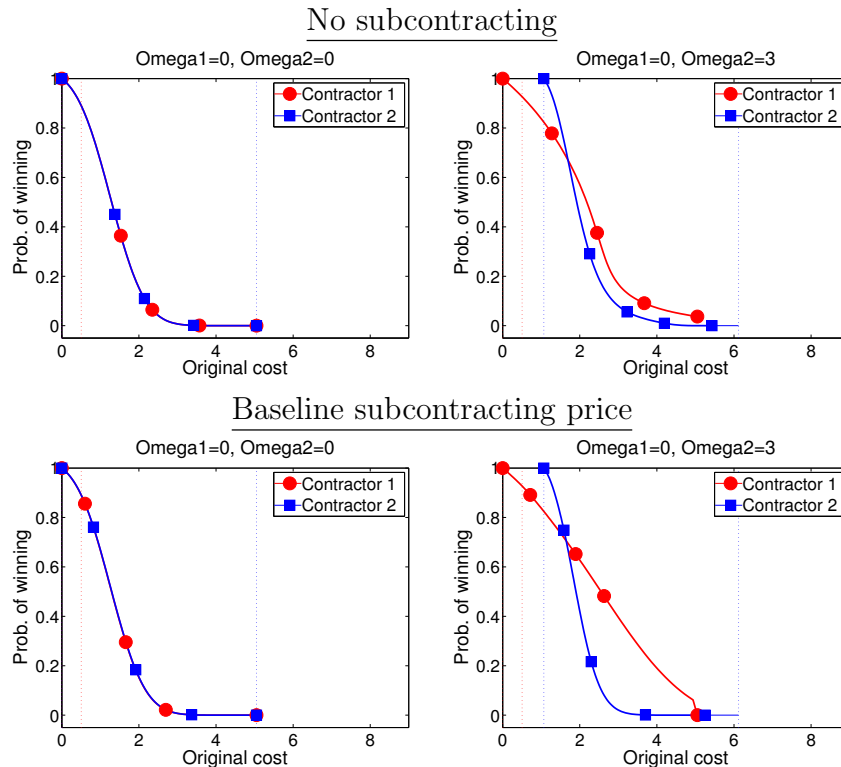 No subcontracting
Omega1=0, Omega2=0
Omega1=0, Omega2=3
Prob. of winning
1
0.8
0.6
0.4
0.2
0
0 2 4 6 8
Original cost
Contractor 1
Contractor 2
Prob. of winning
1
0.8
0.6
0.4
0.2
0
0 2 4 6 8
Original cost
Contractor 1
Contractor 2
Baseline subcontracting price
Omega1=0, Omega2=0
Omega1=0, Omega2=3
Prob. of winning
1
0.8
0.6
0.4
0.2
0
0 2 4 6 8
Original cost
Contractor 1
Contractor 2
Prob. of winning
1
0.8
0.6
0.4
0.2
0
0 2 4 6 8
Original cost
Contractor 1
Contractor 2